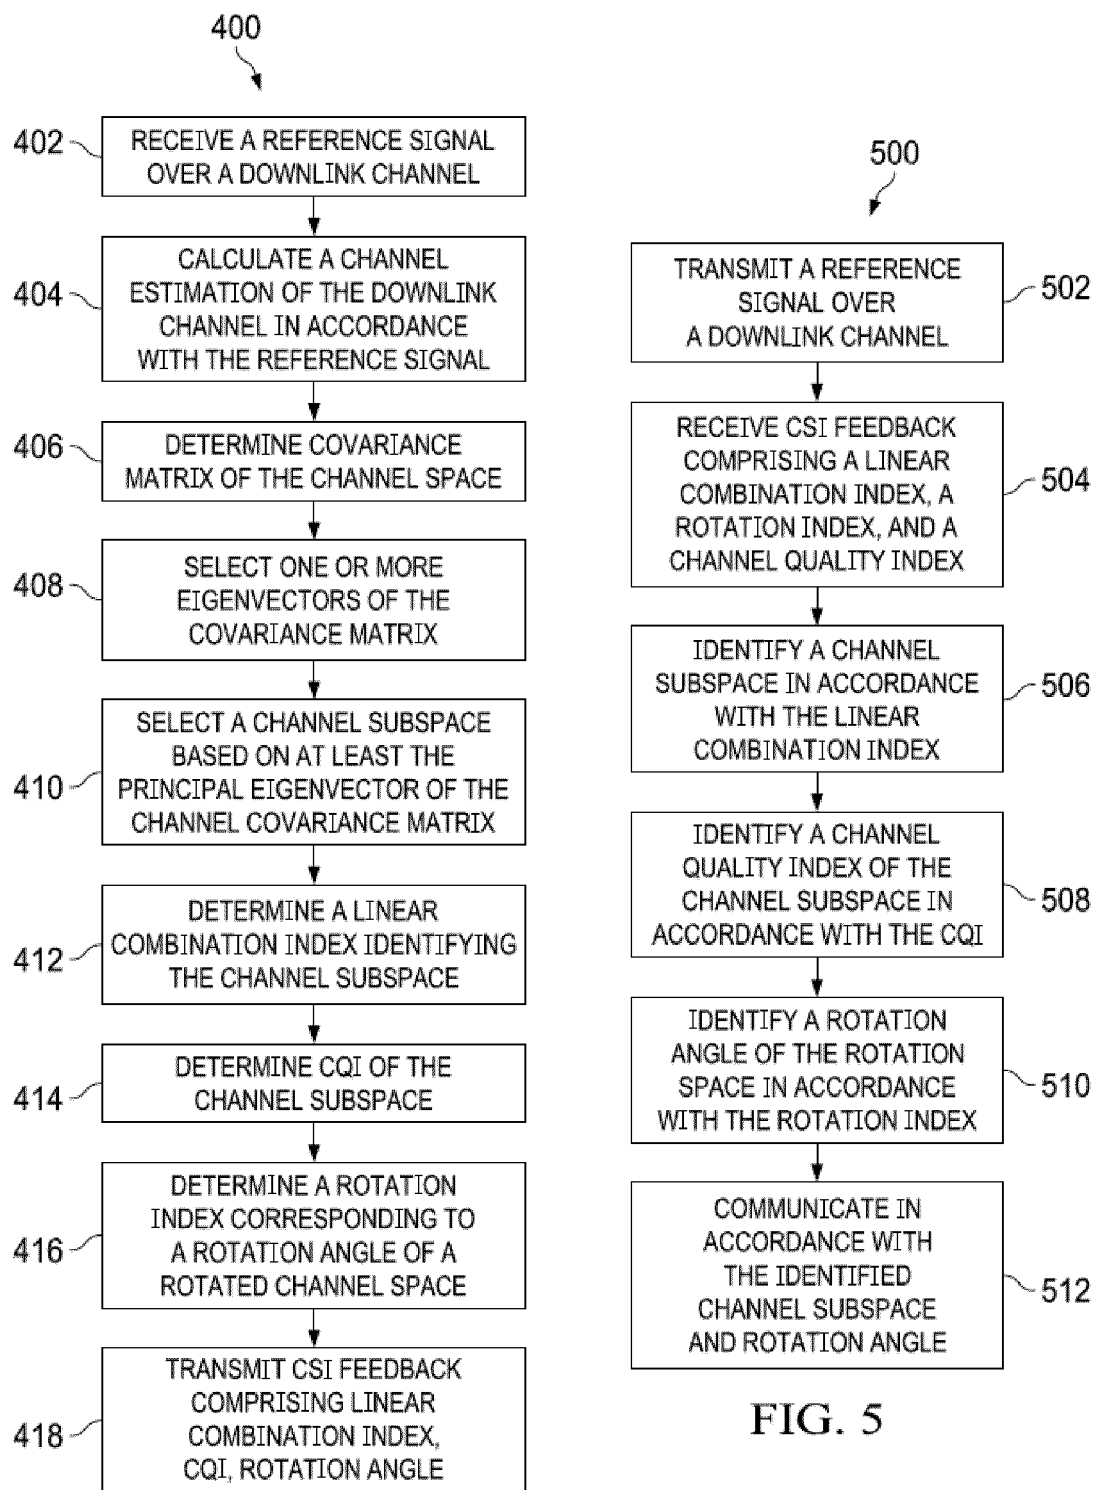 400
402
RECEIVE A REFERENCE SIGNAL
OVER A DOWNLINK CHANNEL
404
CALCULATE A CHANNEL
ESTIMATION OF THE DOWNLINK
CHANNEL IN ACCORDANCE
WITH THE REFERENCE SIGNAL
406
DETERMINE COVARIANCE
MATRIX OF THE CHANNEL SPACE
408
SELECT ONE OR MORE
EIGENVECTORS OF THE
COVARIANCE MATRIX
410
SELECT A CHANNEL SUBSPACE
BASED ON AT LEAST THE
PRINCIPAL EIGENVECTOR OF THE
CHANNEL COVARIANCE MATRIX
412
DETERMINE A LINEAR
COMBINATION INDEX IDENTIFYING
THE CHANNEL SUBSPACE
414
DETERMINE CQI OF THE
CHANNEL SUBSPACE
416
DETERMINE A ROTATION
INDEX CORRESPONDING TO
A ROTATION ANGLE OF A
ROTATED CHANNEL SPACE
418
TRANSMIT CSI FEEDBACK
COMPRISING LINEAR
COMBINATION INDEX,
CQI, ROTATION ANGLE
500
TRANSMIT A REFERENCE
SIGNAL OVER
A DOWNLINK CHANNEL
502
RECEIVE CSI FEEDBACK
COMPRISING A LINEAR
COMBINATION INDEX, A
ROTATION INDEX, AND A
CHANNEL QUALITY INDEX
504
IDENTIFY A CHANNEL
SUBSPACE IN ACCORDANCE
WITH THE LINEAR
COMBINATION INDEX
506
IDENTIFY A CHANNEL
QUALITY INDEX OF THE
CHANNEL SUBSPACE IN
ACCORDANCE WITH THE CQI
508
IDENTIFY A ROTATION
ANGLE OF THE ROTATION
SPACE IN ACCORDANCE
WITH THE ROTATION INDEX
510
COMMUNICATE IN
ACCORDANCE WITH
THE IDENTIFIED
CHANNEL SUBSPACE
AND ROTATION ANGLE
512
FIG. 5